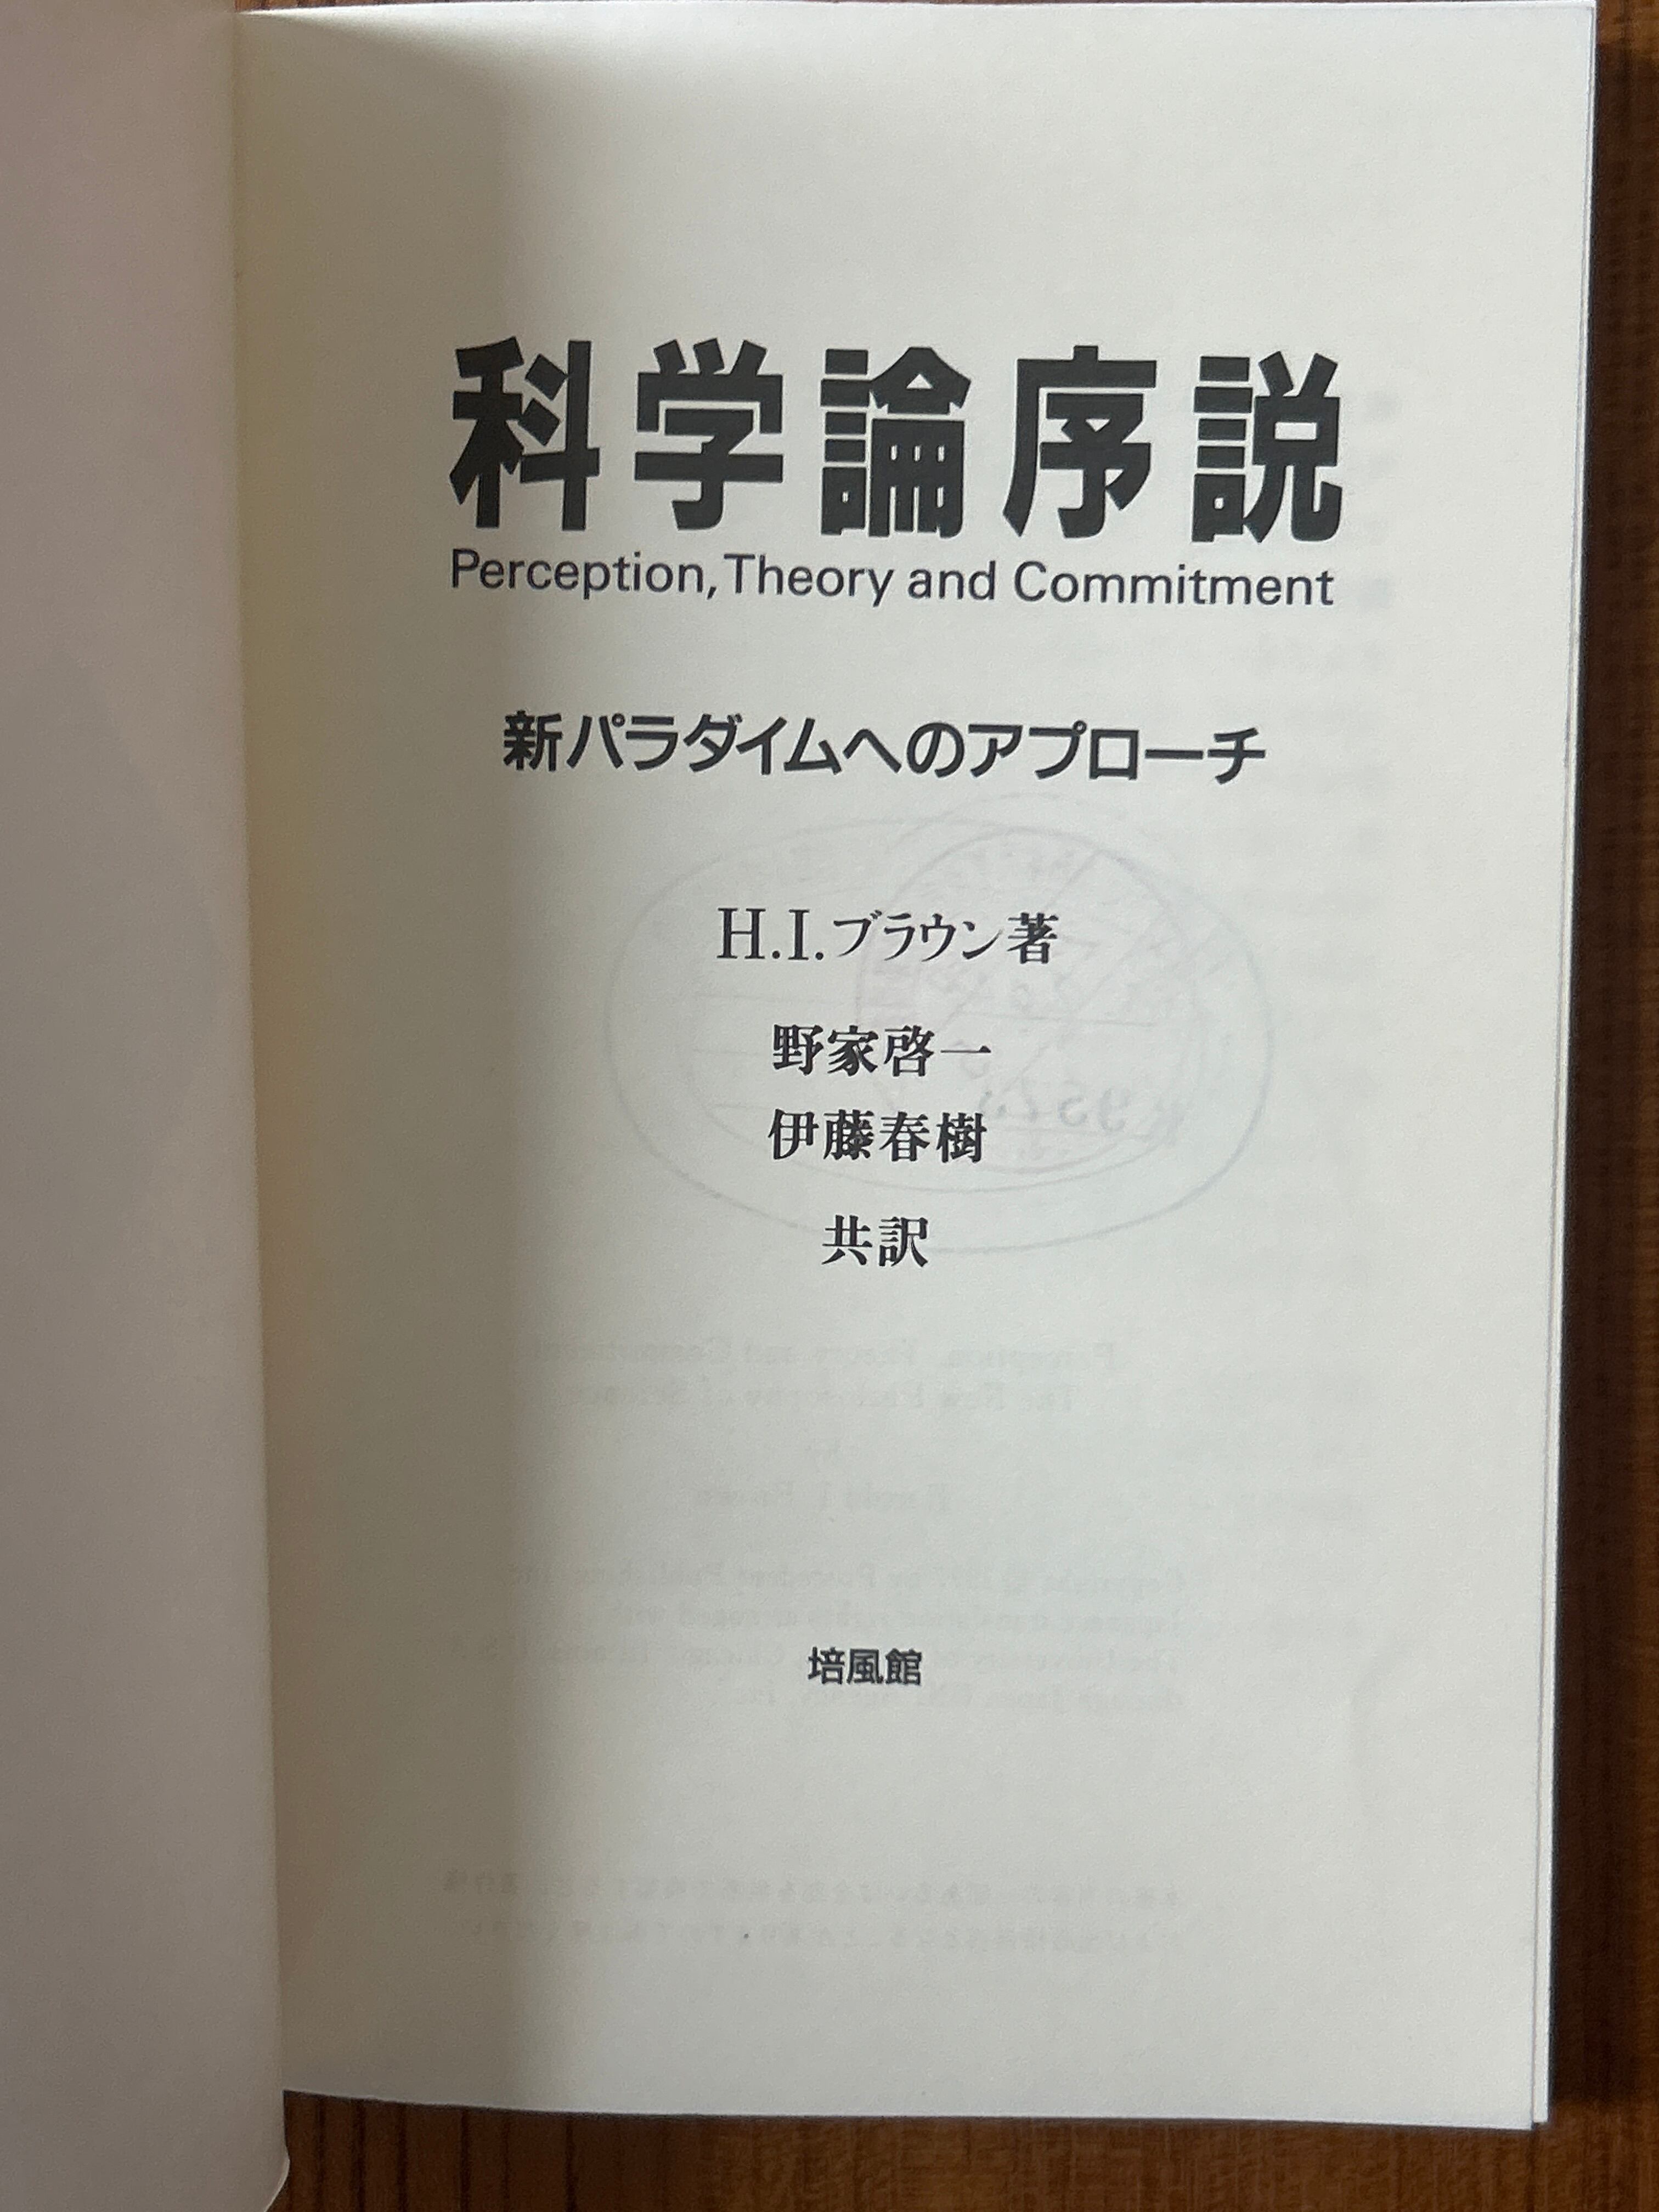 科学論序説
Perception, Theory and Commitment
新パラダイムへのアプローチ
H.I.ブラウン著
野家啓一
伊藤春樹
共訳
培風館